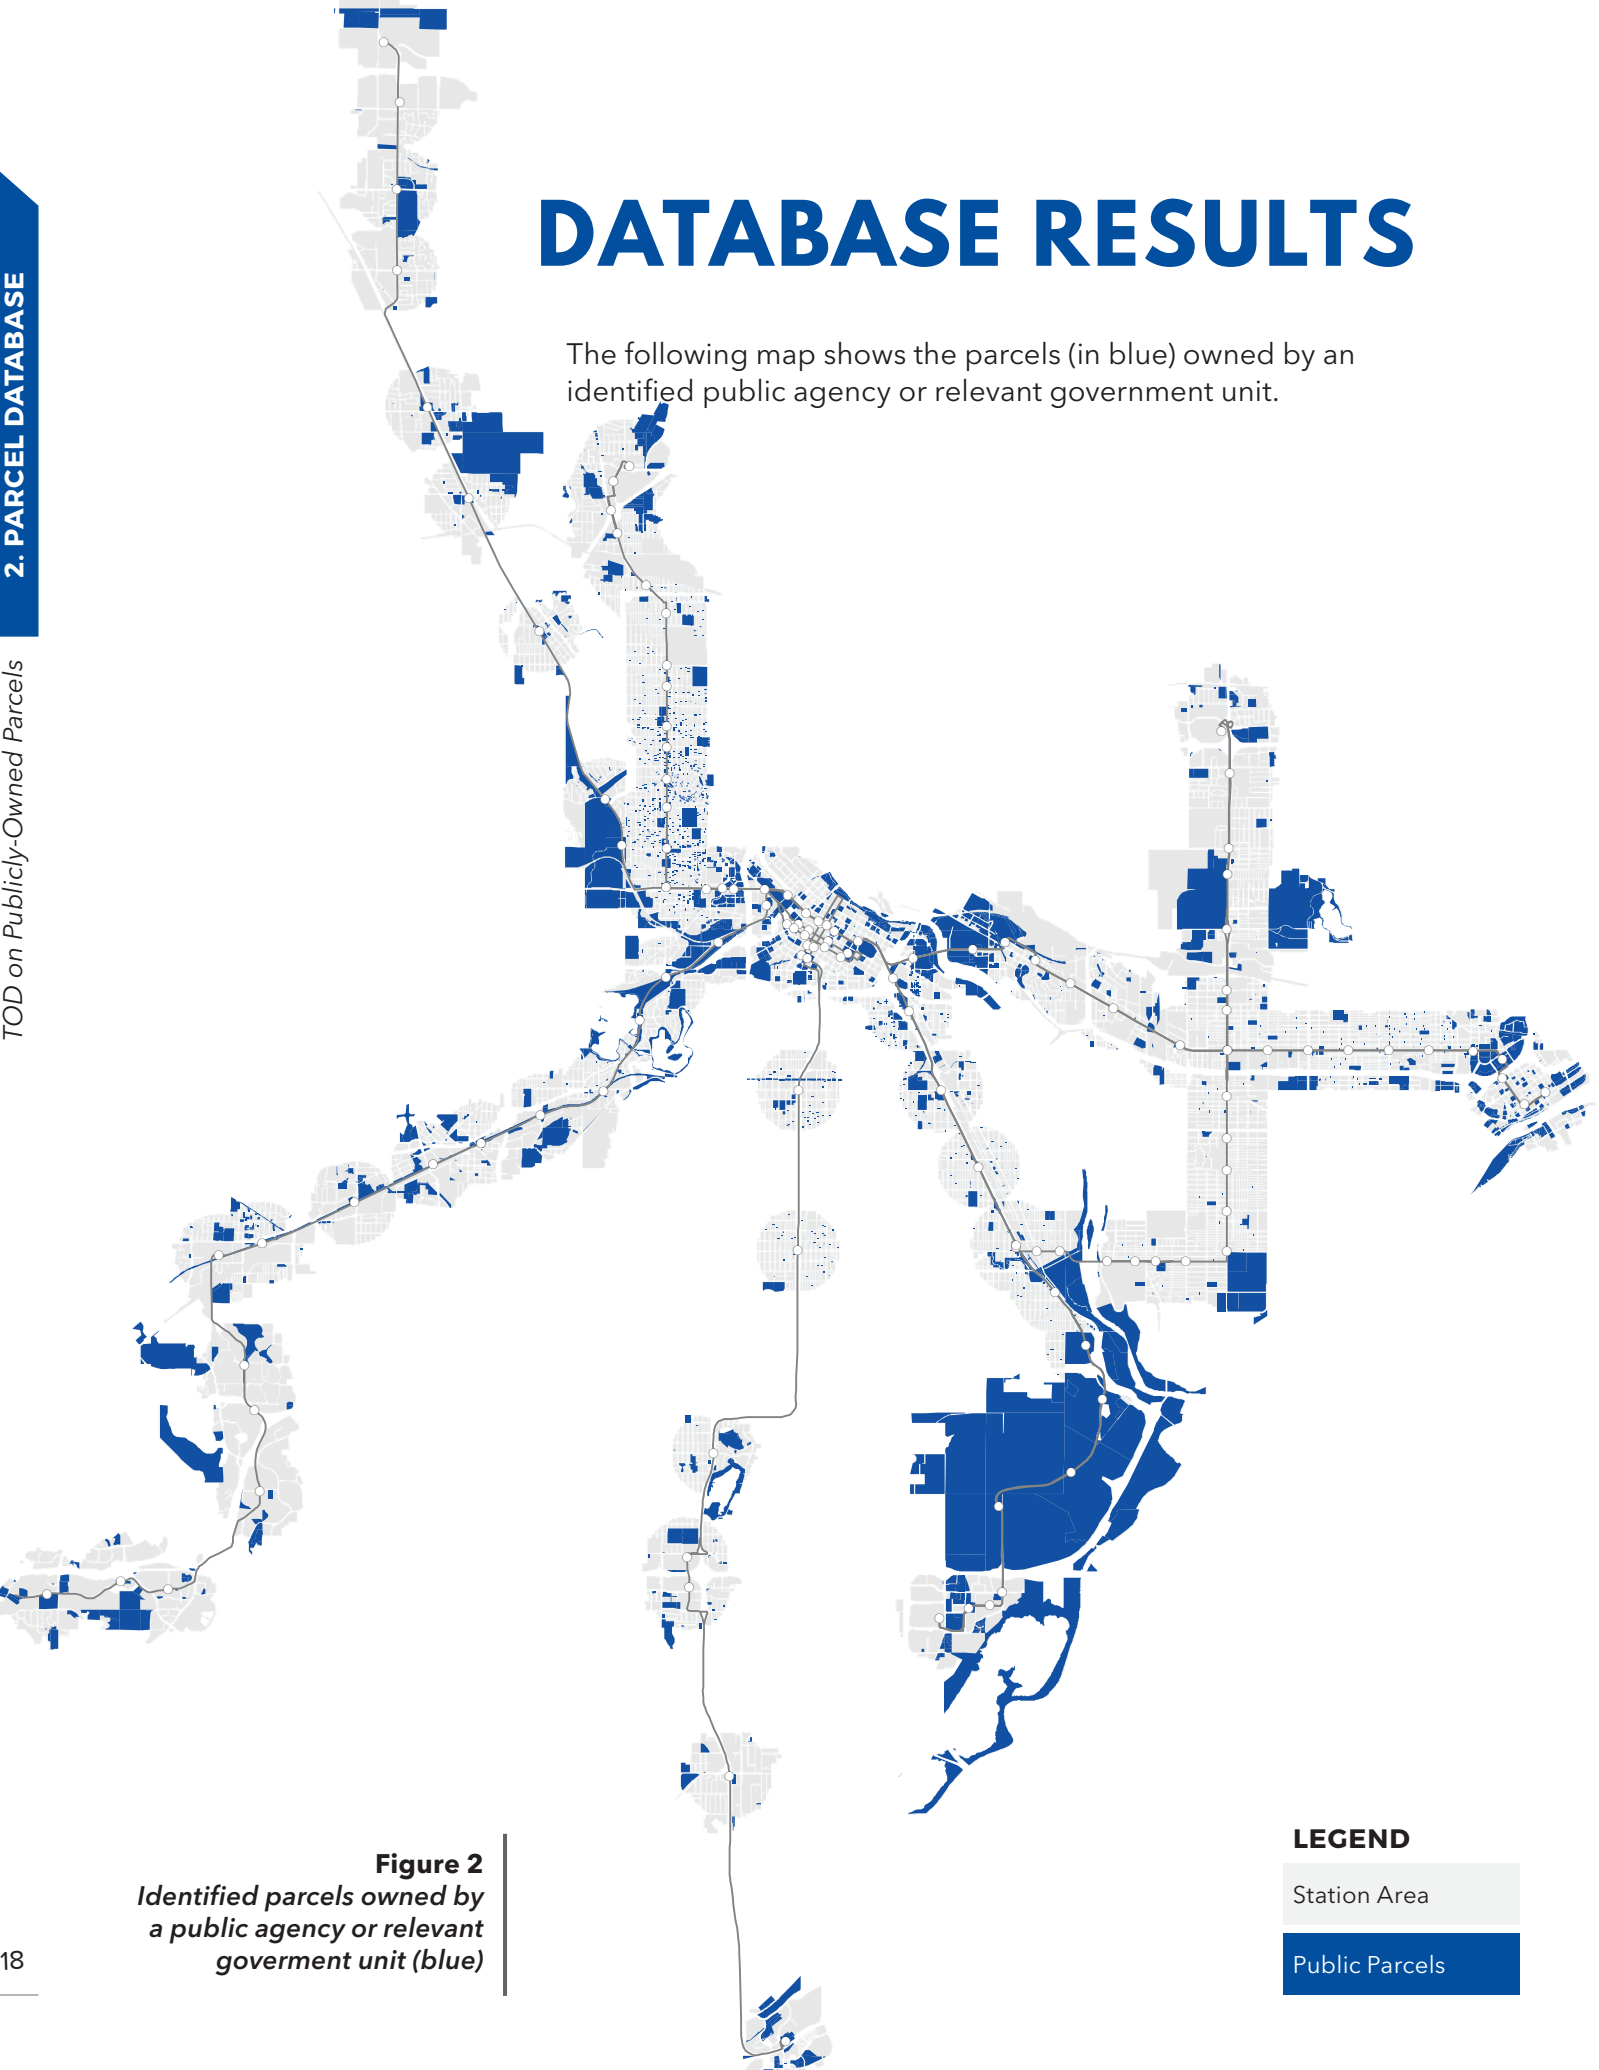 DATABASE RESULTS
The following map shows the parcels (in blue) owned by an
identified public agency or relevant government unit.
2. PARCEL DATABASE
TOD on Publicly-Owned Parcels
Figure 2
Identified parcels owned by
a public agency or relevant
goverment unit (blue)
LEGEND
Station Area
Public Parcels
18